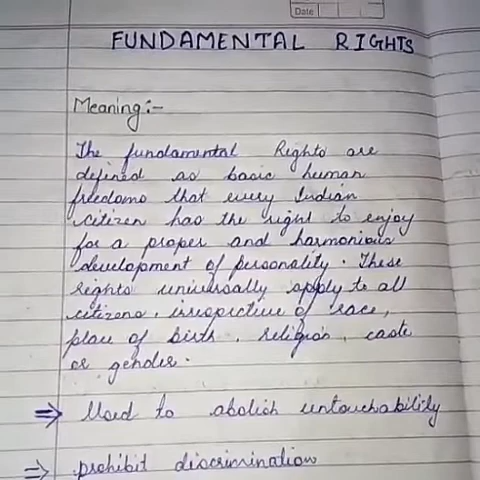 Date
FUNDAMENTAL RIGHTS
Meaning:-
The fundamental Rights are
defined as basic human
freedoms that every Indian
citizen has the right to enjoy
for a proper and harmonious
development of personality. These
rights universally apply to all
citizens, irrespective of race,
place of birth, religion, caste
or gender.
⇒ Used to abolish untouchability
⇒ prohibit discrimination